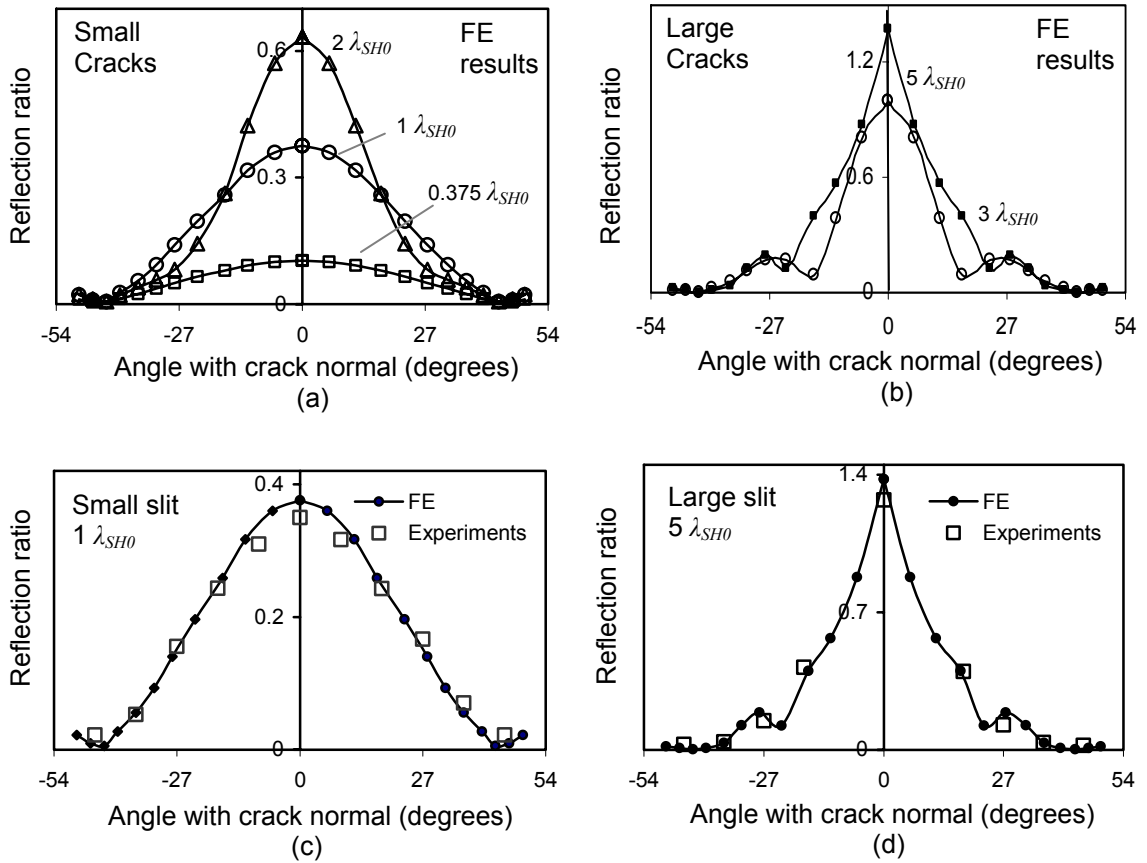 Small
Cracks
FE
results
2 λSH0
1 λSH0
0.375 λSH0
0.6
0.3
0
-54 -27 0 27 54
Reflection ratio
Angle with crack normal (degrees)
(a)
Large
Cracks
FE
results
5 λSH0
3 λSH0
1.2
0.6
0
-54 -27 0 27 54
Reflection ratio
Angle with crack normal (degrees)
(b)
Small slit
1 λSH0
FE
Experiments
0.4
0.2
0
-54 -27 0 27 54
Reflection ratio
Angle with crack normal (degrees)
(c)
Large slit
5 λSH0
FE
Experiments
1.4
0.7
0
-54 -27 0 27 54
Reflection ratio
Angle with crack normal (degrees)
(d)